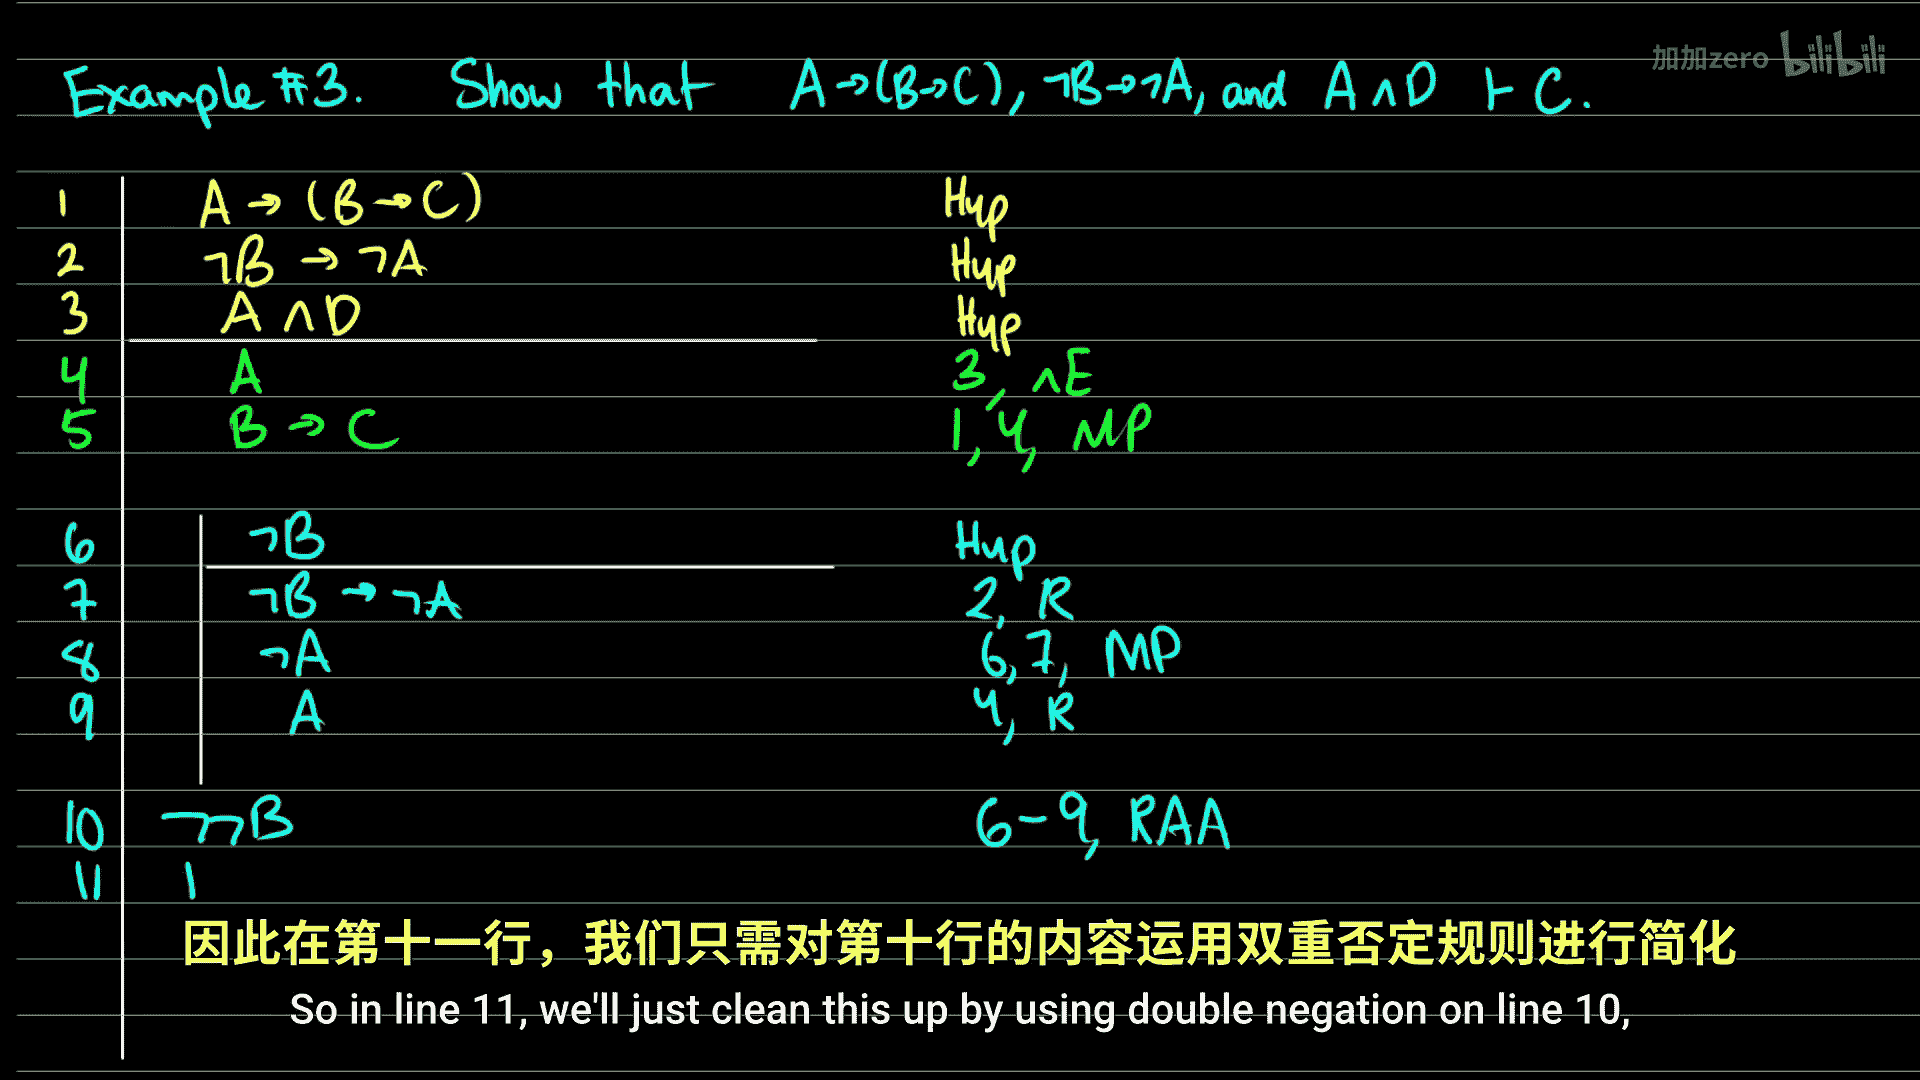 加加zero bilibili
Example #3. Show that A→(B→C), ¬B→¬A, and A∧D ⊢ C.
1 A → (B → C) Hyp
2 ¬B → ¬A Hyp
3 A ∧ D Hyp
4 A 3, ∧E
5 B → C 1, 4, MP
6 ¬B Hyp
7 ¬B → ¬A 2, R
8 ¬A 6, 7, MP
9 A 4, R
10 ¬¬B 6-9, RAA
11
因此在第十一行，我们只需对第十行的内容运用双重否定规则进行简化
So in line 11, we'll just clean this up by using double negation on line 10,